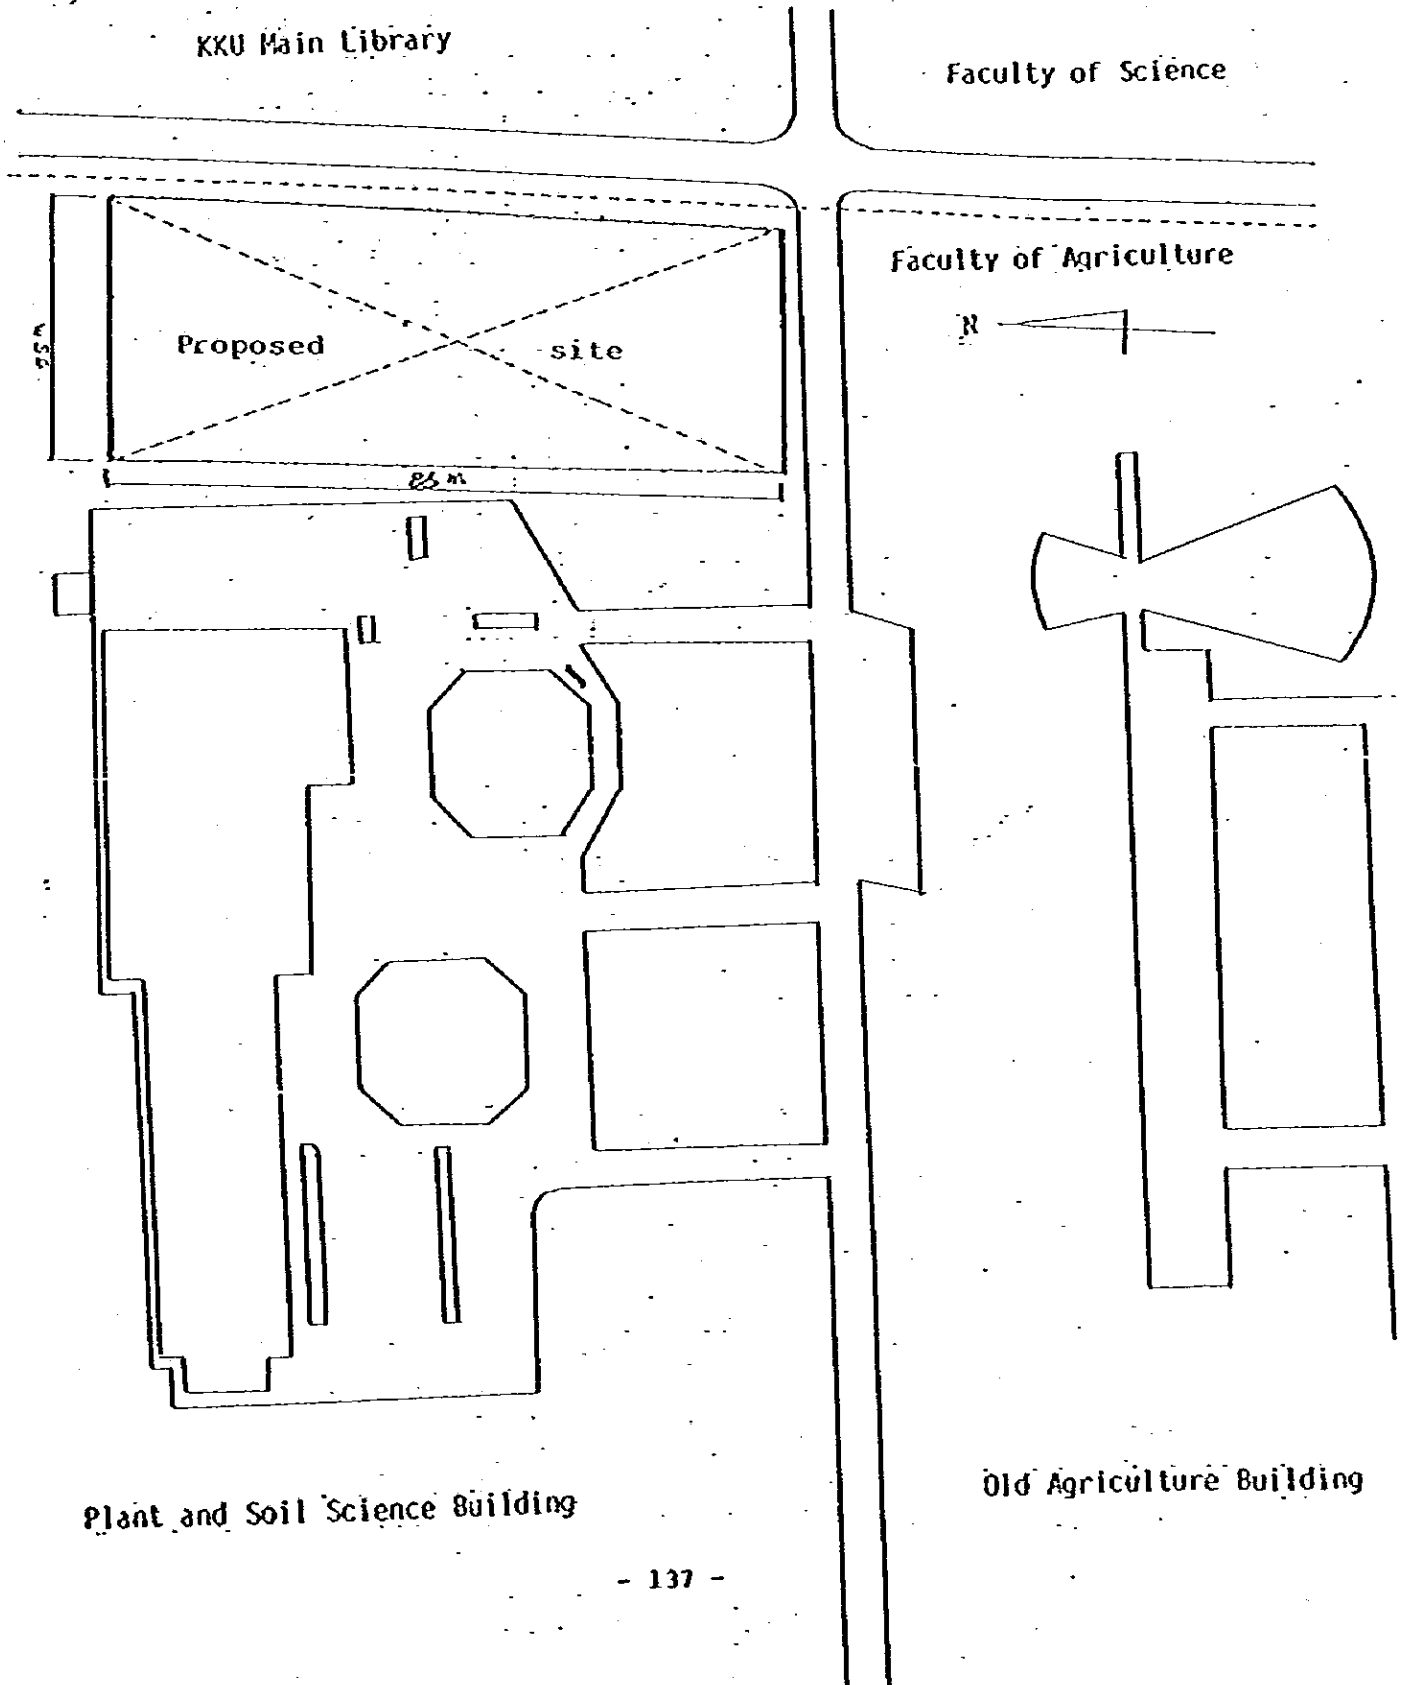 KKU Main Library
Faculty of Science
Faculty of Agriculture
N
Proposed site
85 m
Old Agriculture Building
Plant and Soil Science Building
- 137 -